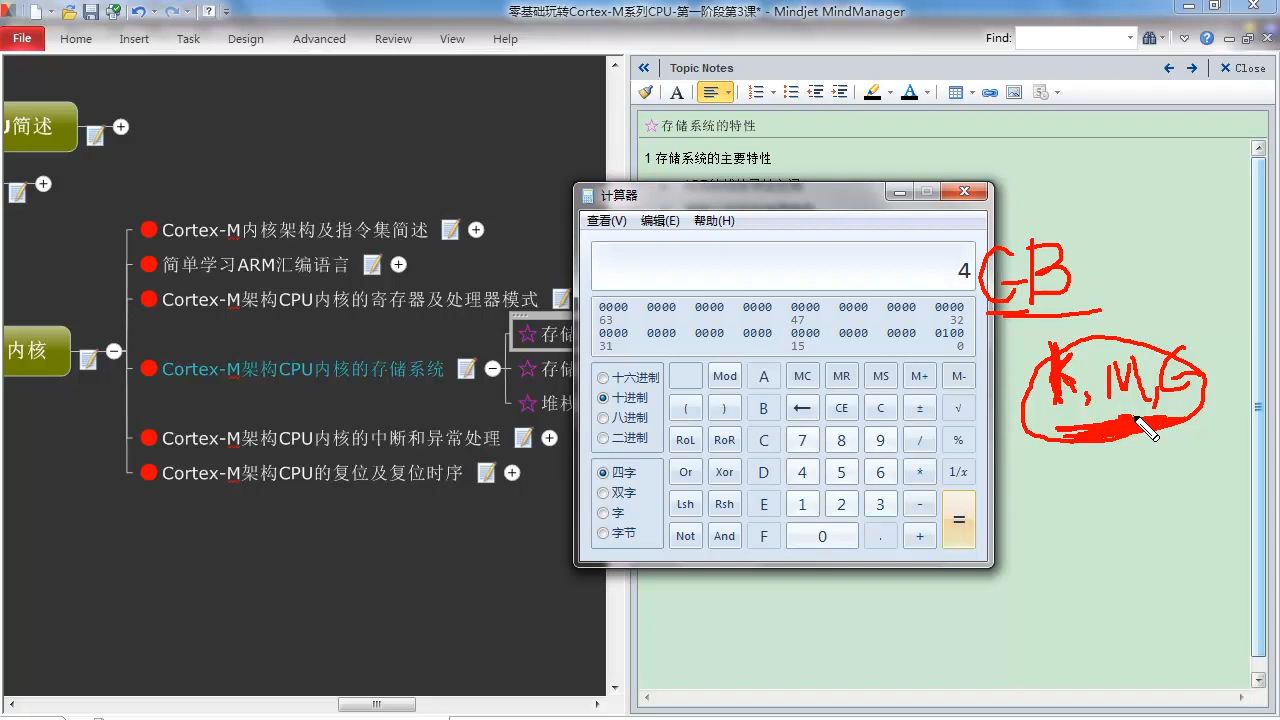 零基础玩转Cortex-M系列CPU-第一阶段第3课* - Mindjet MindManager
File Home Insert Task Design Advanced Review View Help Find:
Topic Notes Close
☆存储系统的特性
1 存储系统的主要特性
J简述
Cortex-M内核架构及指令集简述
简单学习ARM汇编语言
Cortex-M架构CPU内核的寄存器及处理器模式
内核
Cortex-M架构CPU内核的存储系统
存储
存储
堆栈
Cortex-M架构CPU内核的中断和异常处理
Cortex-M架构CPU的复位及复位时序
计算器
查看(V) 编辑(E) 帮助(H)
4
GB
0000 0000 0000 0000 0000 0000 0000 0000
63 47 32
0000 0000 0000 0000 0000 0000 0000 0100
31 15 0
K, M, G
十六进制
十进制
八进制
二进制
四字
双字
字
字节
Mod A MC MR MS M+ M-
( ) B ← CE C ± √
RoL RoR C 7 8 9 / %
Or Xor D 4 5 6 * 1/x
Lsh Rsh E 1 2 3 - =
Not And F 0 . +